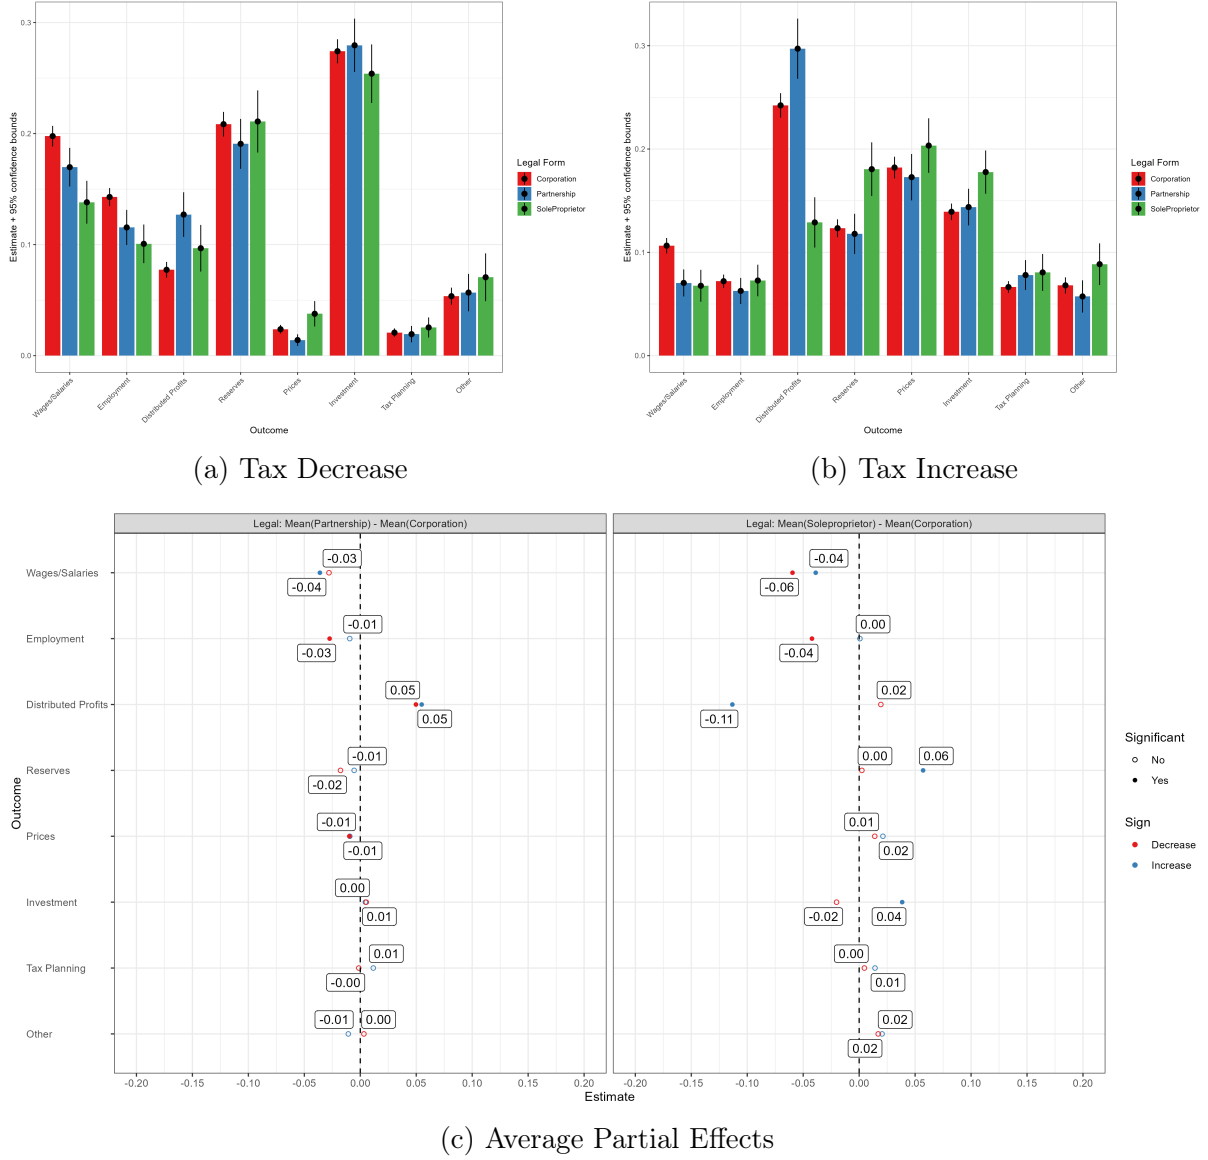 Estimate + 95% confidence bounds
0.3
0.2
0.1
0.0
Wages/Salaries
Employment
Distributed Profits
Reserves
Prices
Investment
Tax Planning
Other
Outcome
Legal Form
Corporation
Partnership
SoleProprietor
(a) Tax Decrease
Estimate + 95% confidence bounds
0.3
0.2
0.1
0.0
Wages/Salaries
Employment
Distributed Profits
Reserves
Prices
Investment
Tax Planning
Other
Outcome
Legal Form
Corporation
Partnership
SoleProprietor
(b) Tax Increase
Legal: Mean(Partnership) - Mean(Corporation)
Legal: Mean(Soleproprietor) - Mean(Corporation)
Outcome
Wages/Salaries
-0.03
-0.04
-0.04
-0.06
Employment
-0.01
-0.03
0.00
-0.04
Distributed Profits
0.05
0.05
0.02
-0.11
Reserves
-0.01
-0.02
0.00
0.06
Prices
-0.01
-0.01
0.01
0.02
Investment
0.00
0.01
-0.02
0.04
Tax Planning
0.01
-0.00
0.00
0.01
Other
-0.01
0.00
0.02
0.02
-0.20 -0.15 -0.10 -0.05 0.00 0.05 0.10 0.15 0.20
-0.20 -0.15 -0.10 -0.05 0.00 0.05 0.10 0.15 0.20
Estimate
Significant
No
Yes
Sign
Decrease
Increase
(c) Average Partial Effects